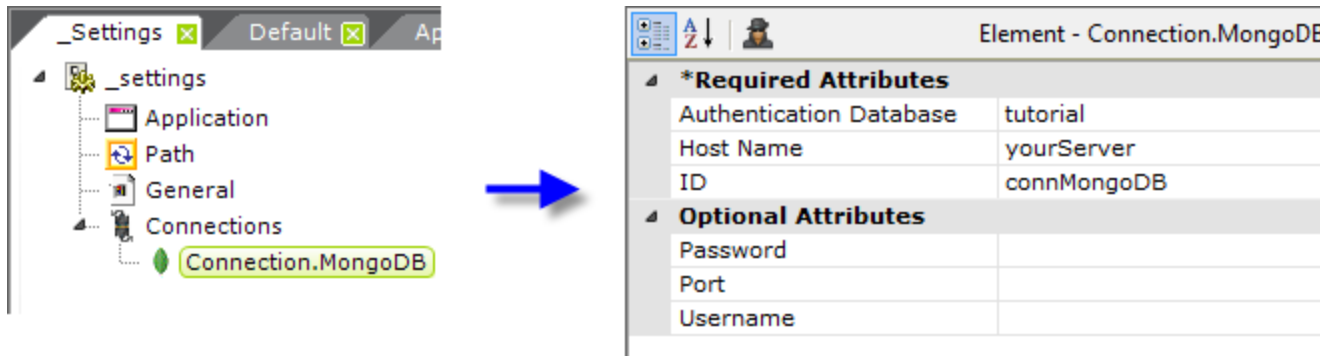 _Settings Default Ap
_settings
Application
Path
General
Connections
Connection.MongoDB
A
Z
Element - Connection.MongoDB
*Required Attributes
Authentication Database tutorial
Host Name yourServer
ID connMongoDB
Optional Attributes
Password
Port
Username